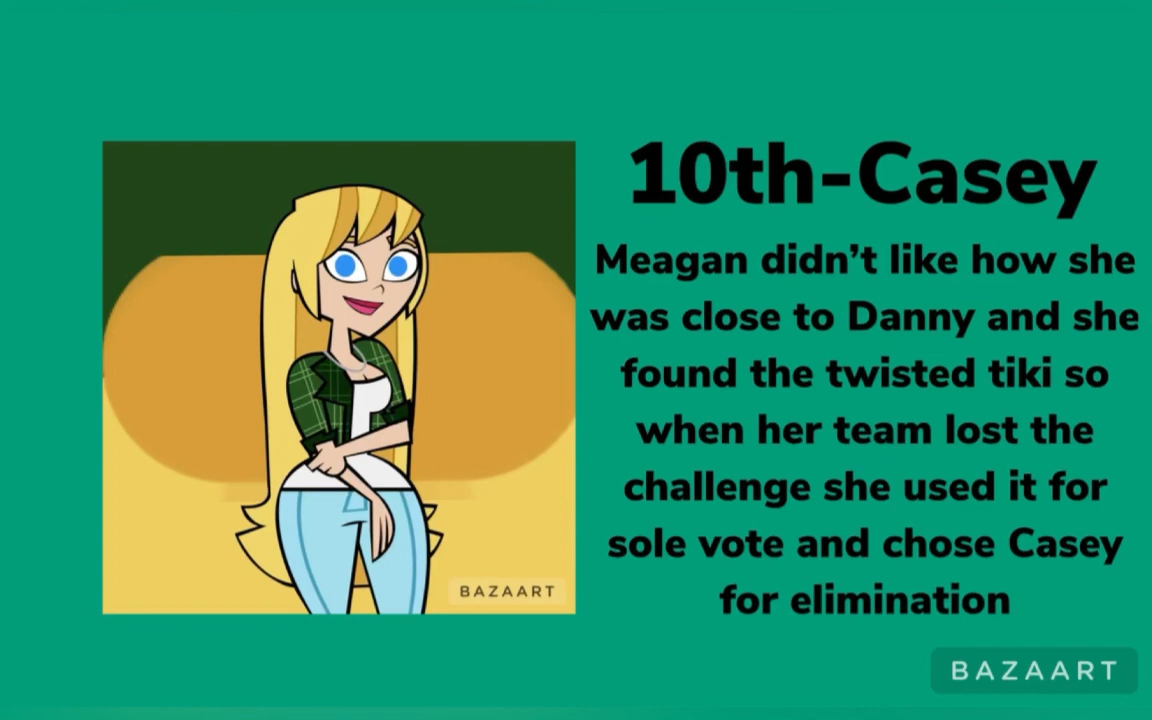 10th-Casey
Meagan didn’t like how she
was close to Danny and she
found the twisted tiki so
when her team lost the
challenge she used it for
sole vote and chose Casey
for elimination
BAZAART
BAZAART